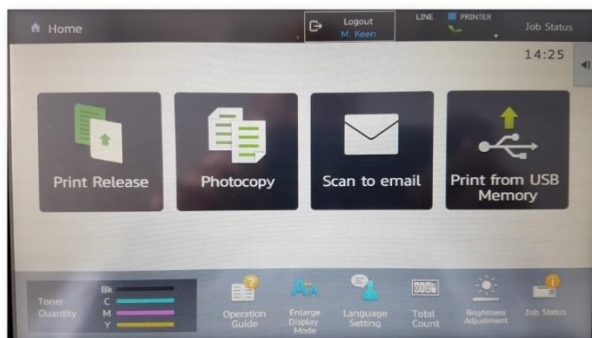 Home
Logout
M. Keen
LINE
PRINTER
Job Status
14:25
Print Release
Photocopy
Scan to email
Print from USB
Memory
Toner
Quantity
Bk
C
M
Y
Operation
Guide
Enlarge
Display
Mode
Language
Setting
Total
Count
Brightness
Adjustment
Job Status